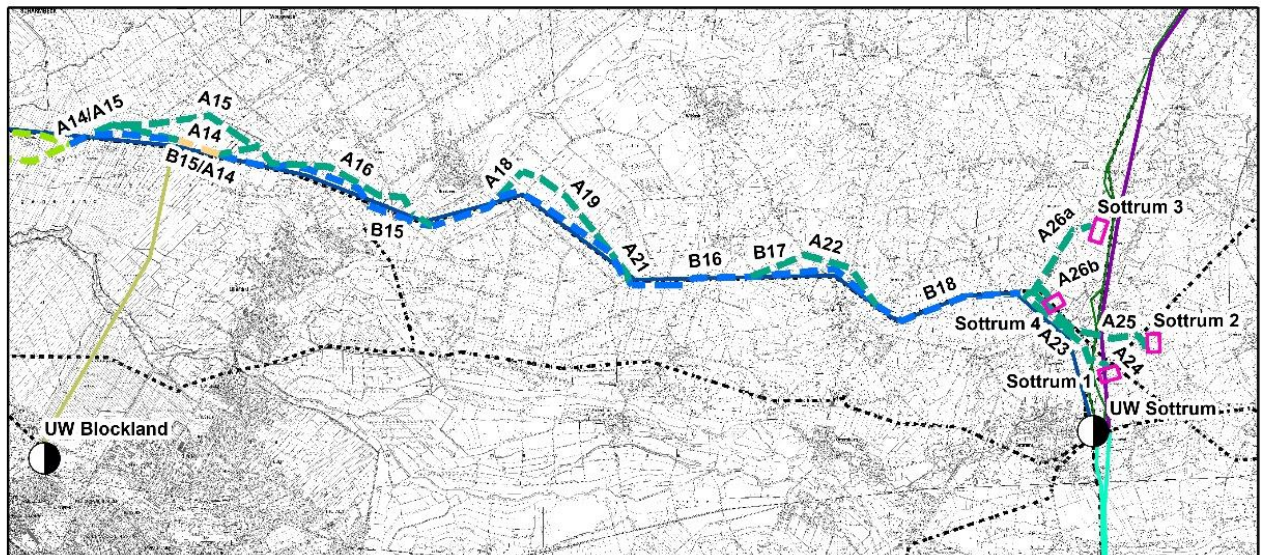 A14/A15
A15
A14
B15/A14
A16
B15
A18
A19
A21
B16
B17
A22
B18
A26a
Sottrum 3
A26b
Sottrum 4
A23
A25
Sottrum 2
A24
Sottrum 1
UW Sottrum
UW Blockland